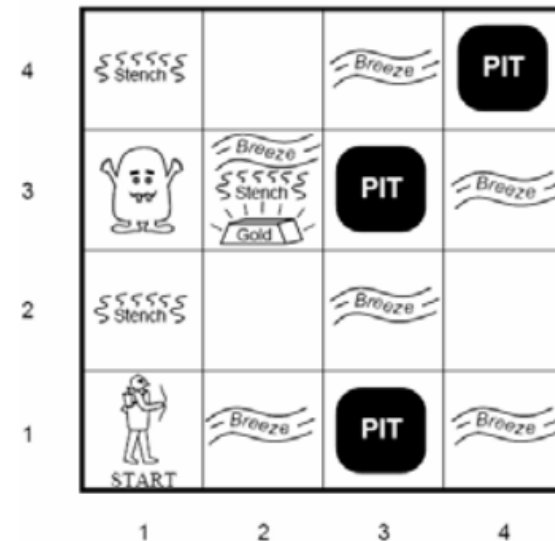 4
Stench
Breeze
PIT
3
Breeze
Stench
Gold
PIT
Breeze
2
Stench
Breeze
1
START
Breeze
PIT
Breeze
1 2 3 4